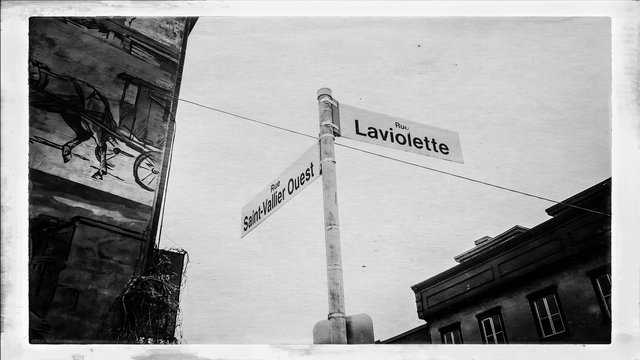 Rue
Laviolette
Rue
Saint-Vallier Ouest